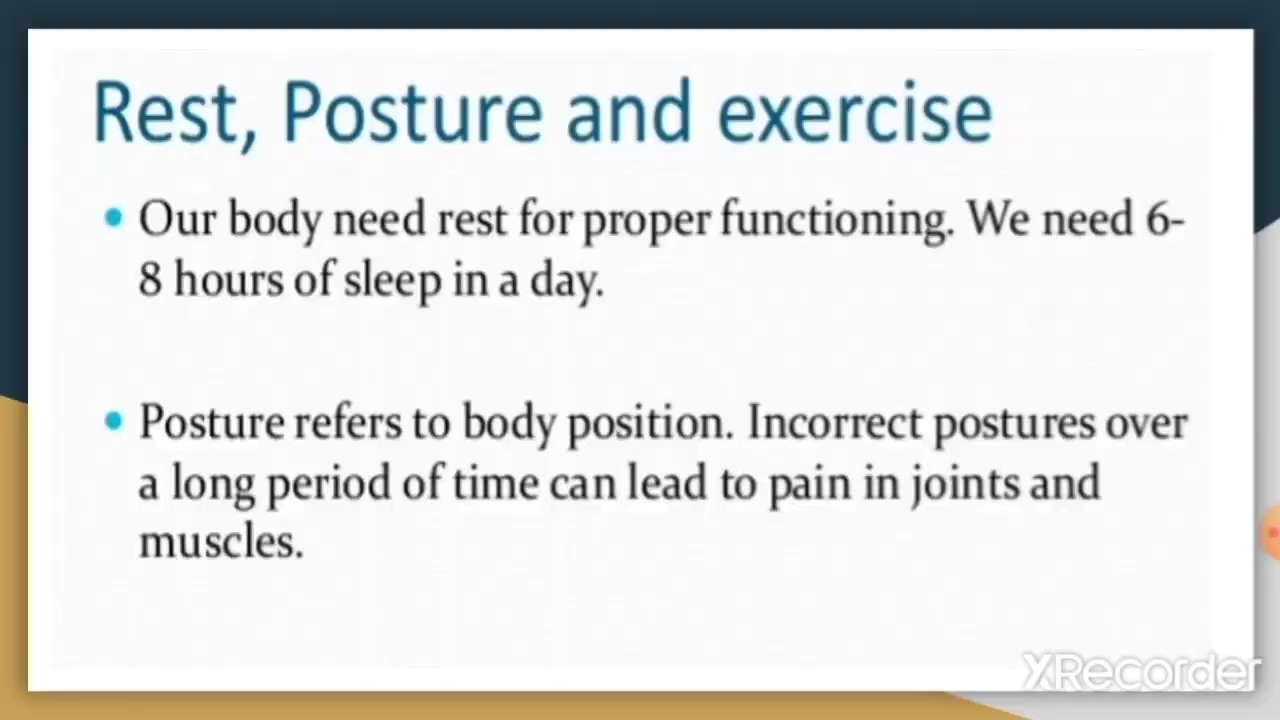 Rest, Posture and exercise
Our body need rest for proper functioning. We need 6-
8 hours of sleep in a day.
Posture refers to body position. Incorrect postures over
a long period of time can lead to pain in joints and
muscles.
XRecorder